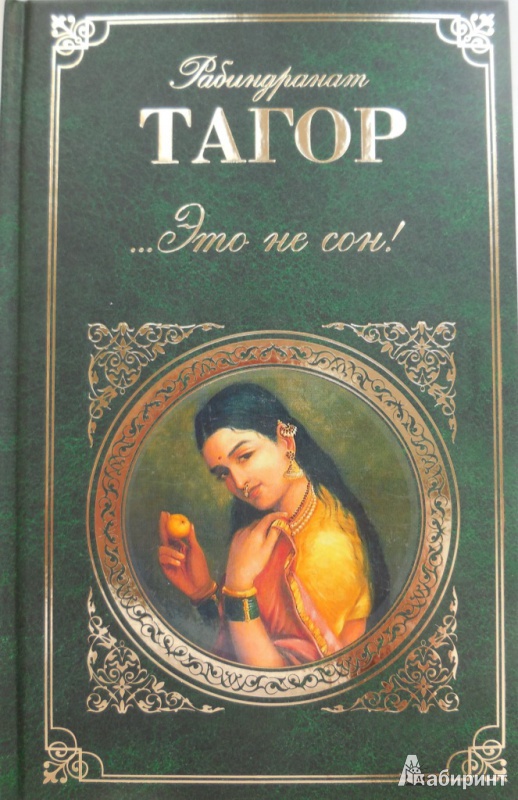 Рабиндранат
ТАГОР
...Это не сон!
Лабиринт